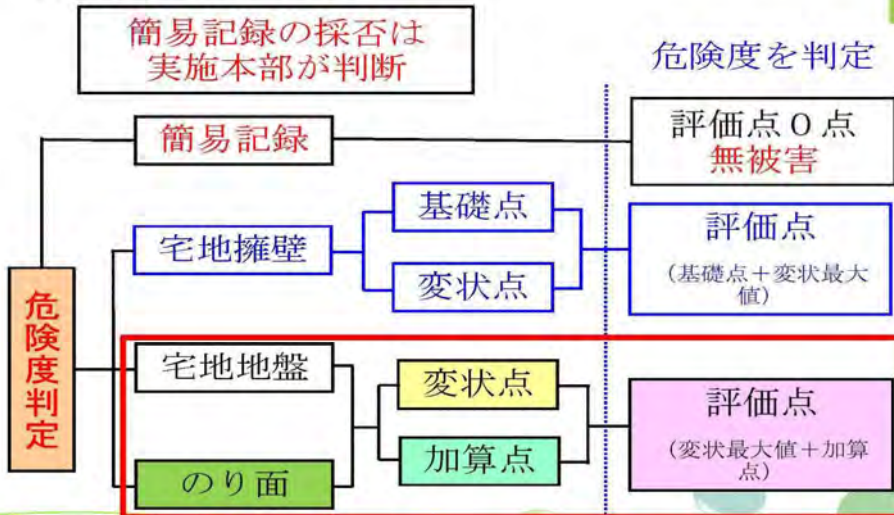 簡易記録の採否は
実施本部が判断
危険度を判定
簡易記録
評価点０点
無被害
宅地擁壁
基礎点
変状点
評価点
（基礎点＋変状最大
値）
危険度判定
宅地地盤
のり面
変状点
加算点
評価点
（変状最大値＋加算
点）